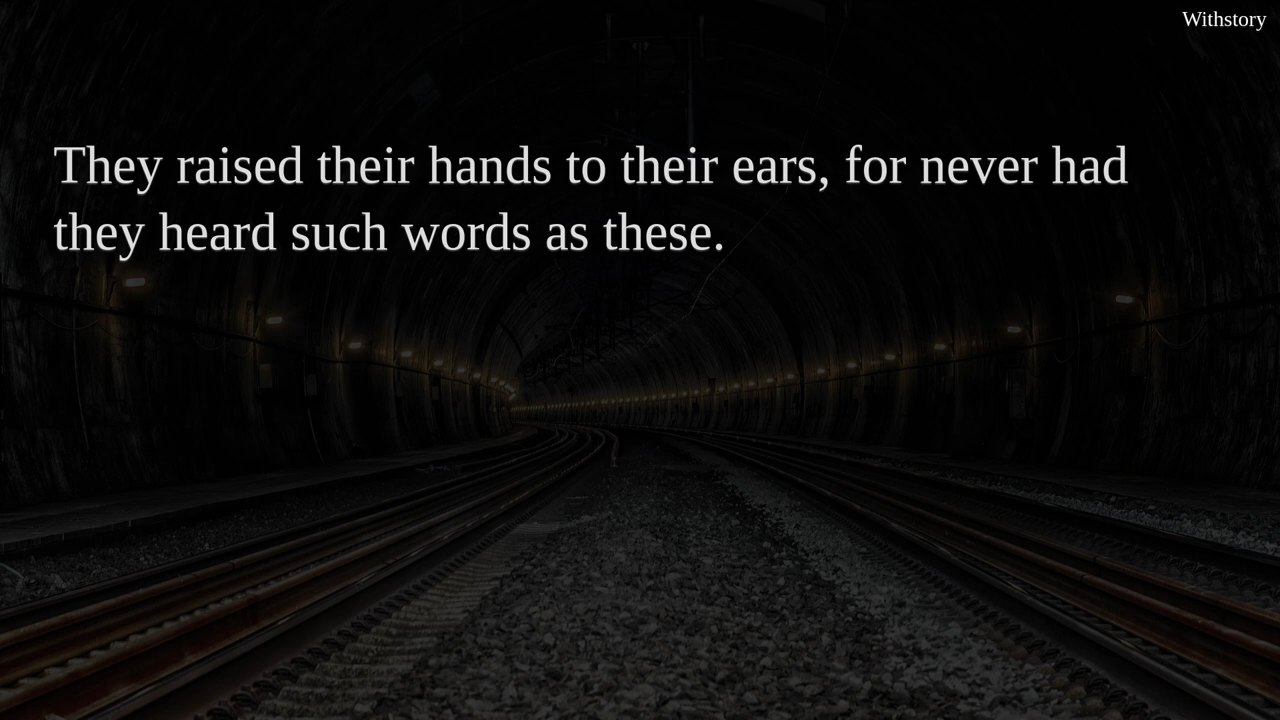 Withstory
They raised their hands to their ears, for never had
they heard such words as these.